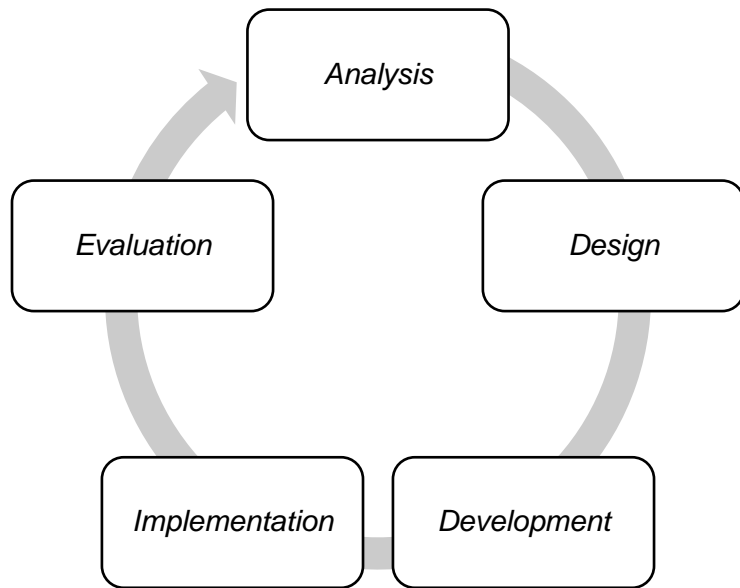 Analysis
Design
Development
Implementation
Evaluation